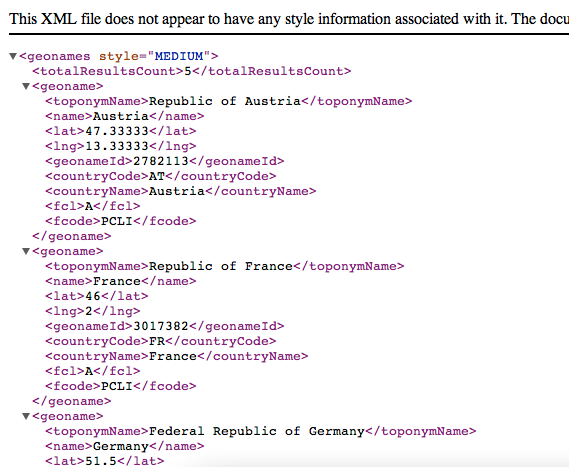 This XML file does not appear to have any style information associated with it. The docu
▼<geonames style="MEDIUM">
<totalResultsCount>5</totalResultsCount>
▼<geoname>
<toponymName>Republic of Austria</toponymName>
<name>Austria</name>
<lat>47.33333</lat>
<lng>13.33333</lng>
<geonameId>2782113</geonameId>
<countryCode>AT</countryCode>
<countryName>Austria</countryName>
<fcl>A</fcl>
<fcode>PCLI</fcode>
</geoname>
▼<geoname>
<toponymName>Republic of France</toponymName>
<name>France</name>
<lat>46</lat>
<lng>2</lng>
<geonameId>3017382</geonameId>
<countryCode>FR</countryCode>
<countryName>France</countryName>
<fcl>A</fcl>
<fcode>PCLI</fcode>
</geoname>
▼<geoname>
<toponymName>Federal Republic of Germany</toponymName>
<name>Germany</name>
<lat>51.5</lat>